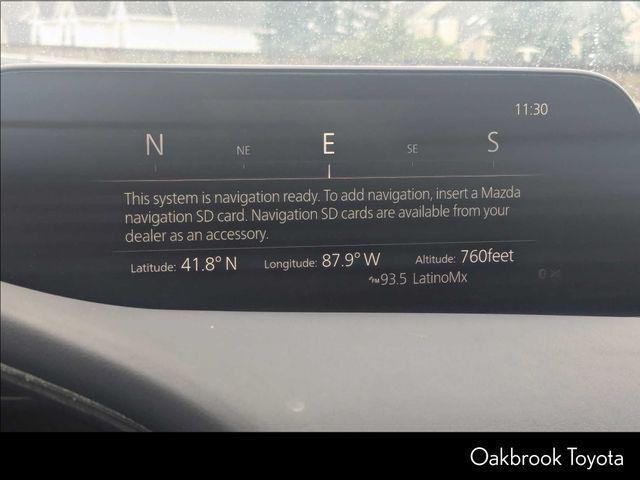 11:30
N NE E SE S
This system is navigation ready. To add navigation, insert a Mazda
navigation SD card. Navigation SD cards are available from your
dealer as an accessory.
Latitude: 41.8° N Longitude: 87.9° W Altitude: 760feet
FM 93.5 LatinoMx
Oakbrook Toyota